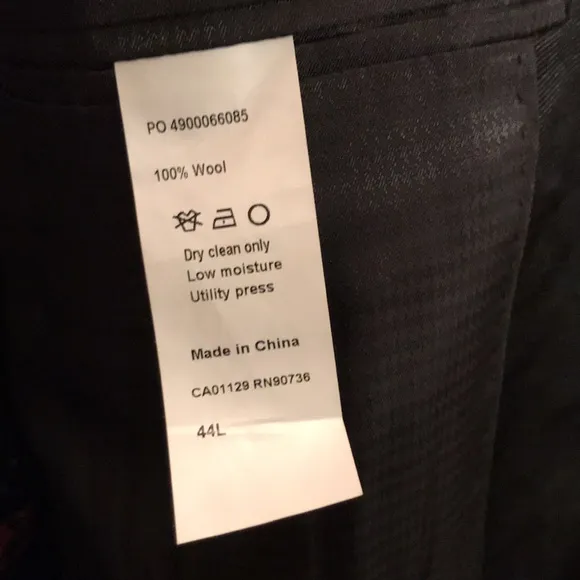 PO 4900066085
100% Wool
Dry clean only
Low moisture
Utility press
Made in China
CA01129 RN90736
44L